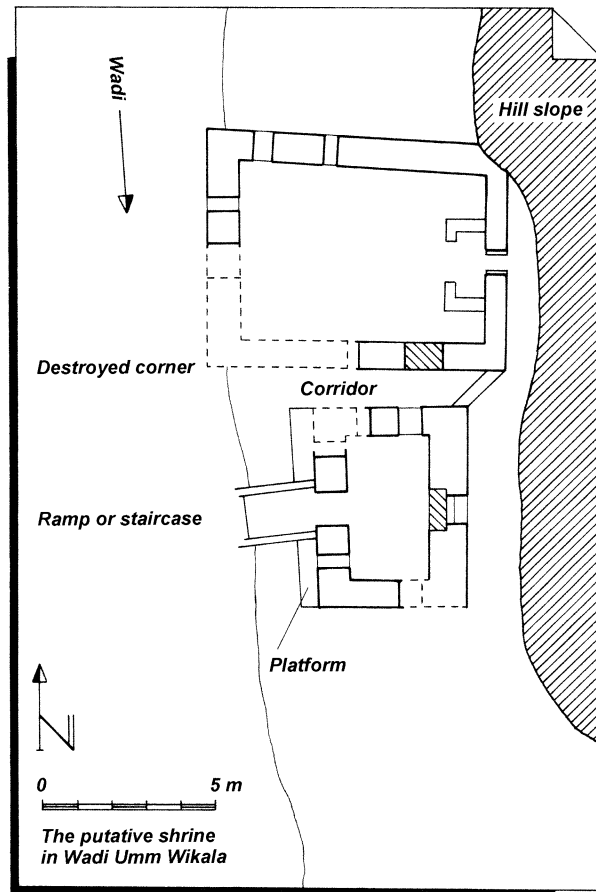 Wadi
Hill slope
Destroyed corner
Corridor
Ramp or staircase
Platform
N
0 5 m
The putative shrine
in Wadi Umm Wikala